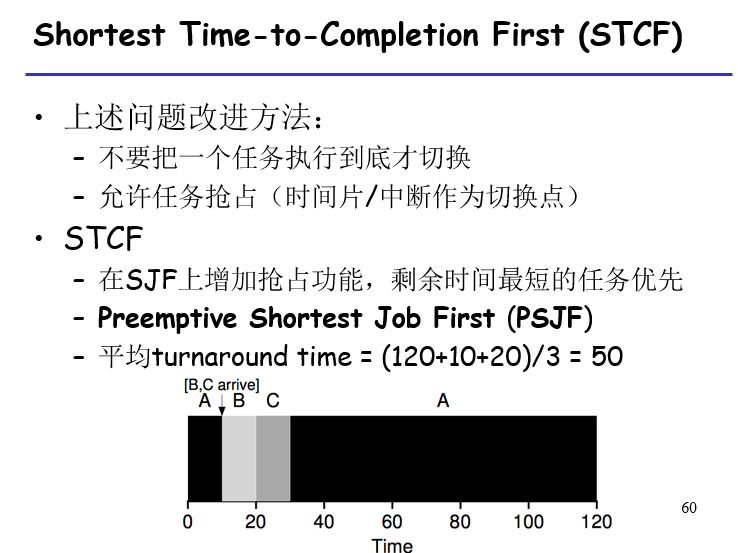 Shortest Time-to-Completion First (STCF)
• 上述问题改进方法：
– 不要把一个任务执行到底才切换
– 允许任务抢占（时间片/中断作为切换点）
• STCF
– 在SJF上增加抢占功能，剩余时间最短的任务优先
– Preemptive Shortest Job First (PSJF)
– 平均turnaround time = (120+10+20)/3 = 50
[B,C arrive]
A B C A
0 20 40 60 80 100 120
Time
60